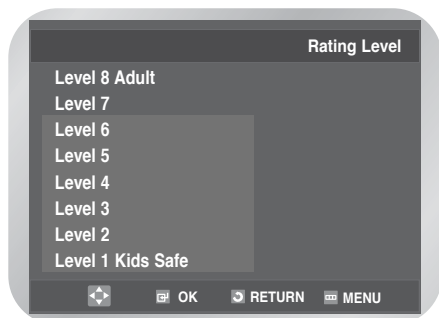 Rating Level
Level 8 Adult
Level 7
Level 6
Level 5
Level 4
Level 3
Level 2
Level 1 Kids Safe
OK RETURN MENU